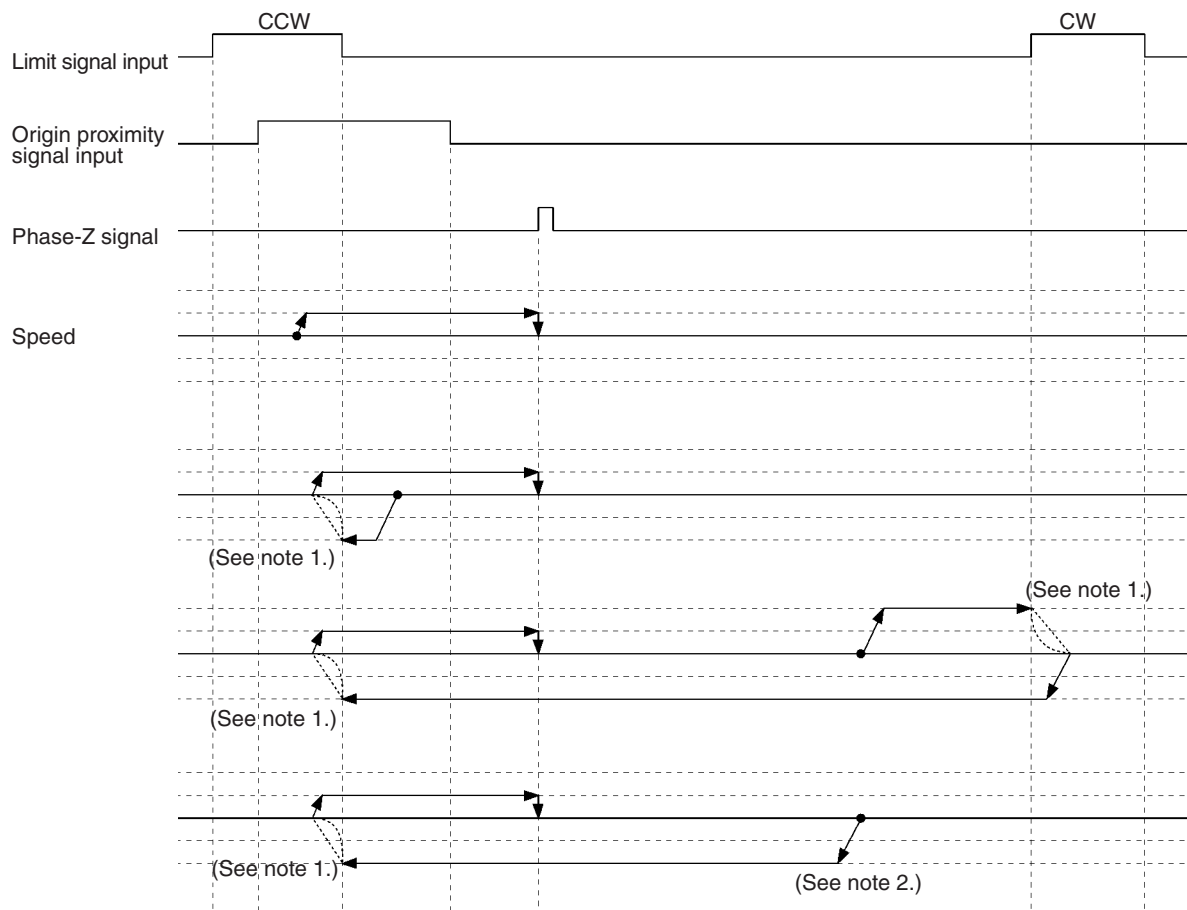 CCW
CW
Limit signal input
Origin proximity
signal input
Phase-Z signal
Speed
(See note 1.)
(See note 1.)
(See note 1.)
(See note 1.)
(See note 2.)